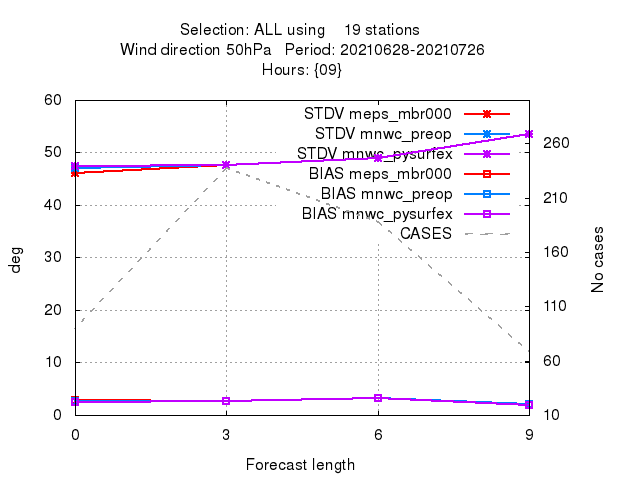 Selection: ALL using 19 stations
Wind direction 50hPa Period: 20210628-20210726
Hours: {09}
60
50
40
30
20
10
0
deg
STDV meps_mbr000
STDV mnwc_preop
STDV mnwc_pysurfex
BIAS meps_mbr000
BIAS mnwc_preop
BIAS mnwc_pysurfex
CASES
260
210
160
110
60
10
No cases
0 3 6 9
Forecast length